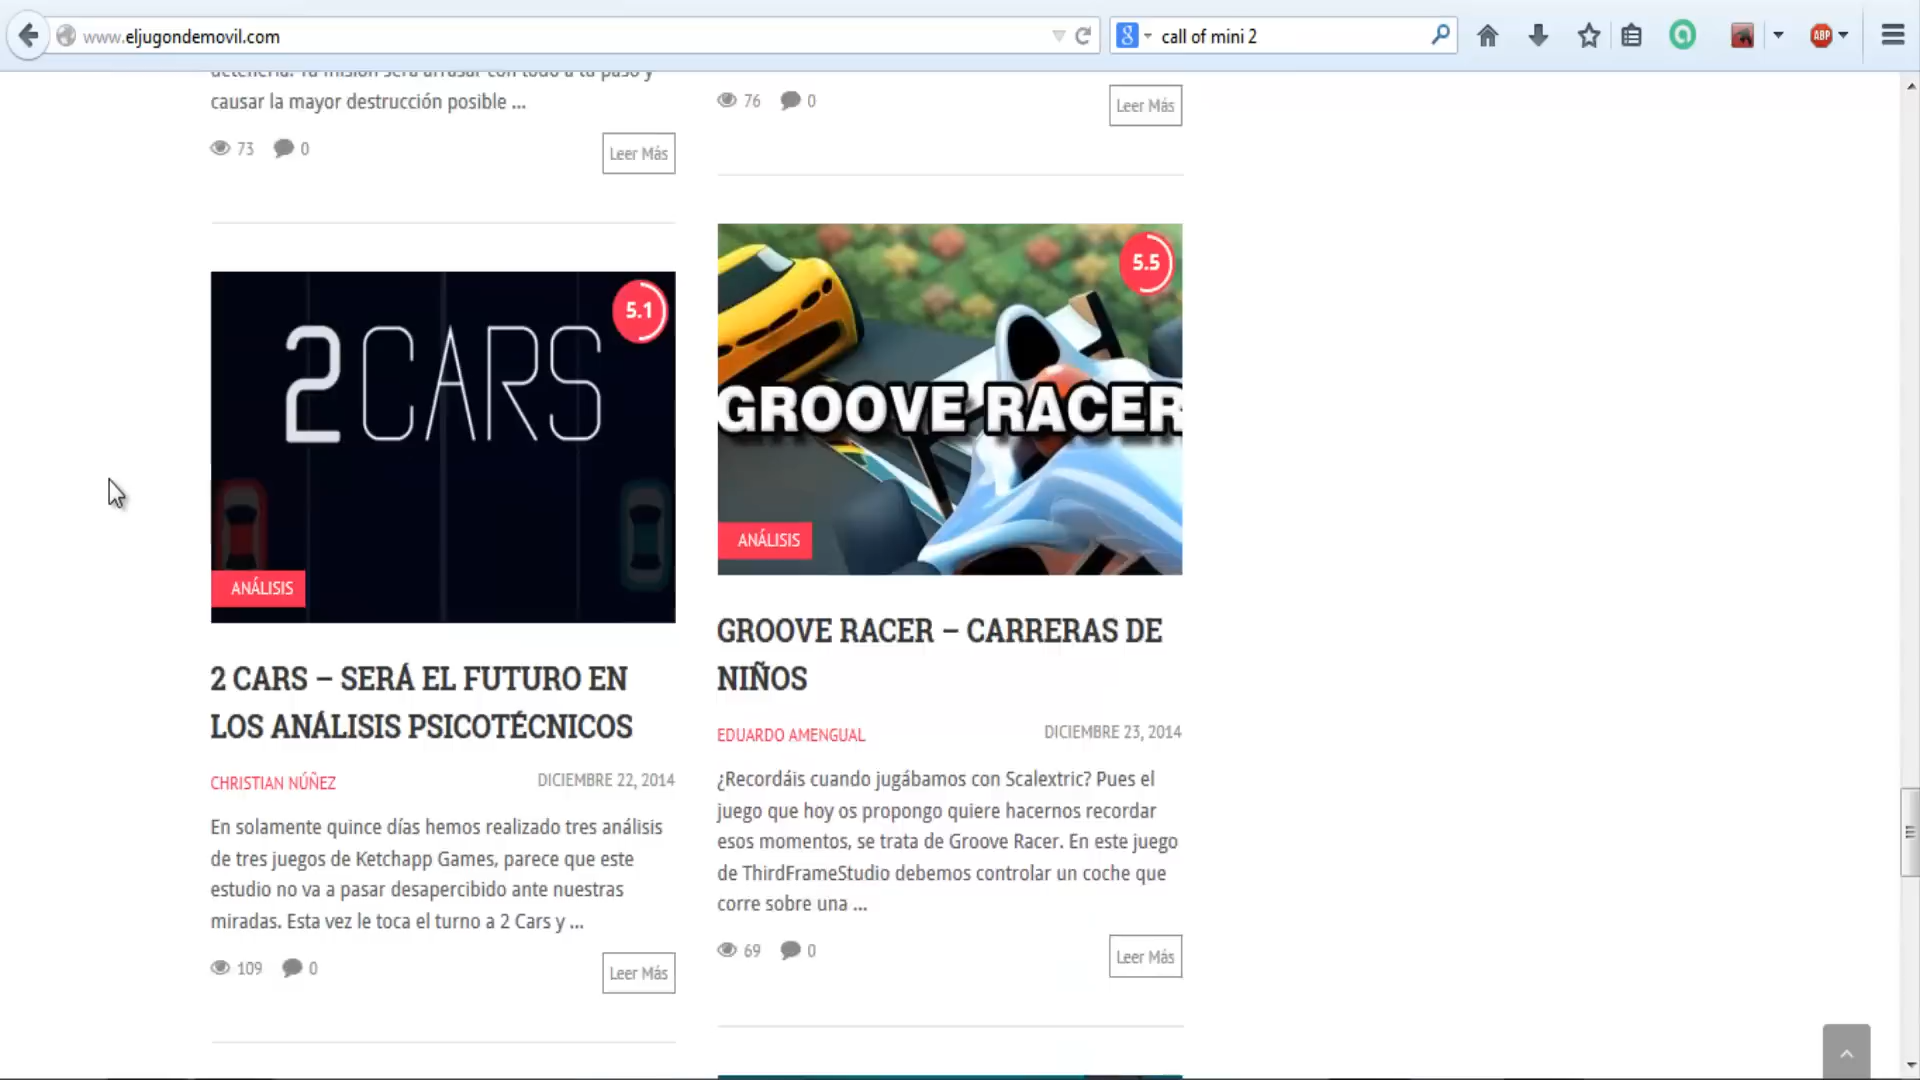 www.eljugondemovil.com
call of mini 2
ABP
detenerla. Tu misión será arrasar con todo a tu paso y
causar la mayor destrucción posible ...
73 0
Leer Más
76 0
Leer Más
5.1
2 CARS
ANÁLISIS
2 CARS – SERÁ EL FUTURO EN
LOS ANÁLISIS PSICOTÉCNICOS
CHRISTIAN NÚÑEZ
DICIEMBRE 22, 2014
En solamente quince días hemos realizado tres análisis
de tres juegos de Ketchapp Games, parece que este
estudio no va a pasar desapercibido ante nuestras
miradas. Esta vez le toca el turno a 2 Cars y ...
109 0
Leer Más
5.5
GROOVE RACER
ANÁLISIS
GROOVE RACER – CARRERAS DE
NIÑOS
EDUARDO AMENGUAL
DICIEMBRE 23, 2014
¿Recordáis cuando jugábamos con Scalextric? Pues el
juego que hoy os propongo quiere hacernos recordar
esos momentos, se trata de Groove Racer. En este juego
de ThirdFrameStudio debemos controlar un coche que
corre sobre una ...
69 0
Leer Más